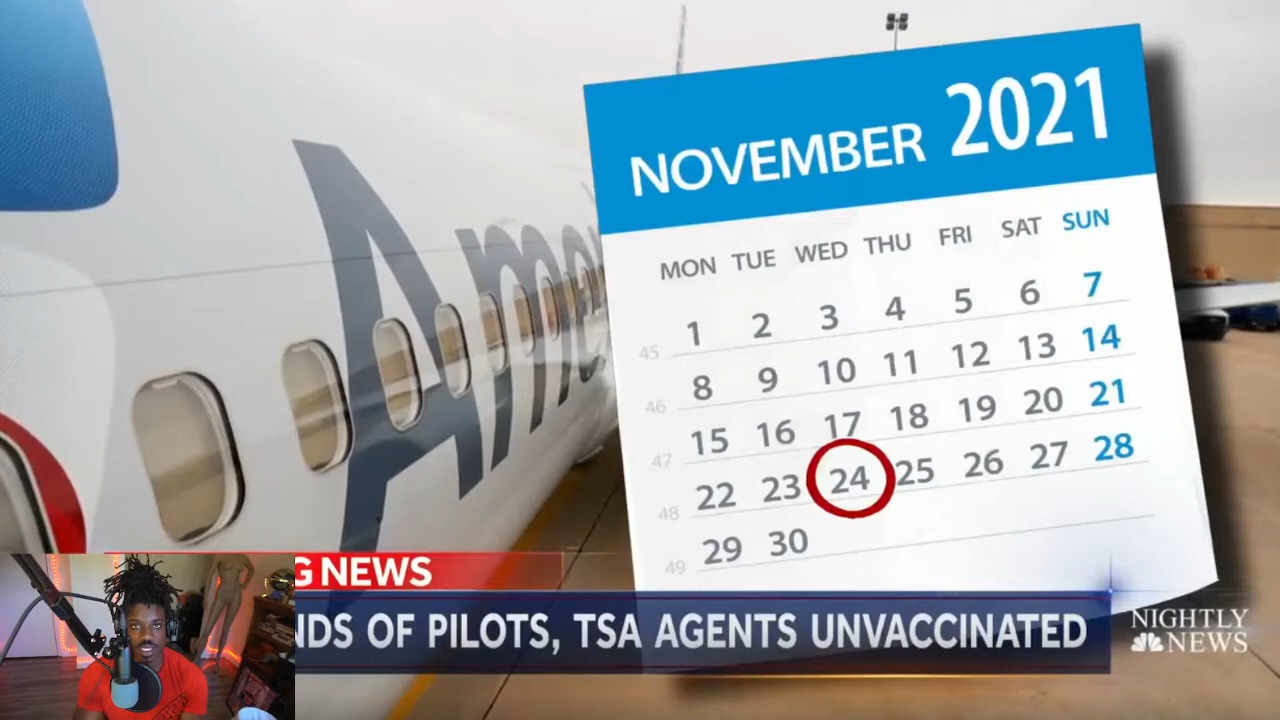 Amer
NOVEMBER 2021
MON TUE WED THU FRI SAT SUN
45 1 2 3 4 5 6 7
46 8 9 10 11 12 13 14
47 15 16 17 18 19 20 21
48 22 23 24 25 26 27 28
49 29 30
G NEWS
NDS OF PILOTS, TSA AGENTS UNVACCINATED
NIGHTLY
NEWS